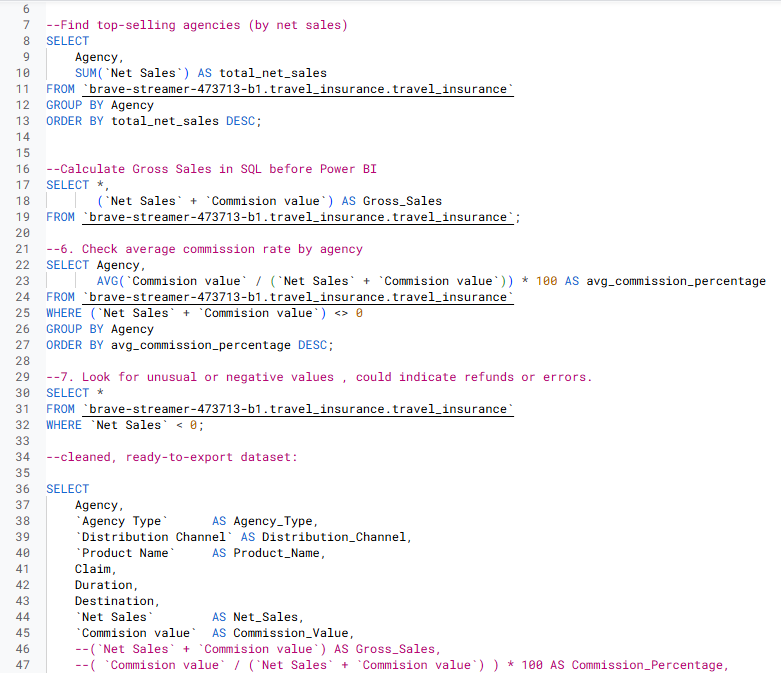 6
7 --Find top-selling agencies (by net sales)
8 SELECT
9     Agency,
10     SUM(`Net Sales`) AS total_net_sales
11 FROM `brave-streamer-473713-b1.travel_insurance.travel_insurance`
12 GROUP BY Agency
13 ORDER BY total_net_sales DESC;
14
15
16 --Calculate Gross Sales in SQL before Power BI
17 SELECT *,
18        (`Net Sales` + `Commision value`) AS Gross_Sales
19 FROM `brave-streamer-473713-b1.travel_insurance.travel_insurance`;
20
21 --6. Check average commission rate by agency
22 SELECT Agency,
23        AVG(`Commision value` / (`Net Sales` + `Commision value`)) * 100 AS avg_commission_percentage
24 FROM `brave-streamer-473713-b1.travel_insurance.travel_insurance`
25 WHERE (`Net Sales` + `Commision value`) <> 0
26 GROUP BY Agency
27 ORDER BY avg_commission_percentage DESC;
28
29 --7. Look for unusual or negative values , could indicate refunds or errors.
30 SELECT *
31 FROM `brave-streamer-473713-b1.travel_insurance.travel_insurance`
32 WHERE `Net Sales` < 0;
33
34 --cleaned, ready-to-export dataset:
35
36 SELECT
37     Agency,
38     `Agency Type`      AS Agency_Type,
39     `Distribution Channel` AS Distribution_Channel,
40     `Product Name`     AS Product_Name,
41     Claim,
42     Duration,
43     Destination,
44     `Net Sales`        AS Net_Sales,
45     `Commision value`  AS Commission_Value,
46     --(`Net Sales` + `Commision value`) AS Gross_Sales,
47     --( `Commision value` / (`Net Sales` + `Commision value`) ) * 100 AS Commission_Percentage,